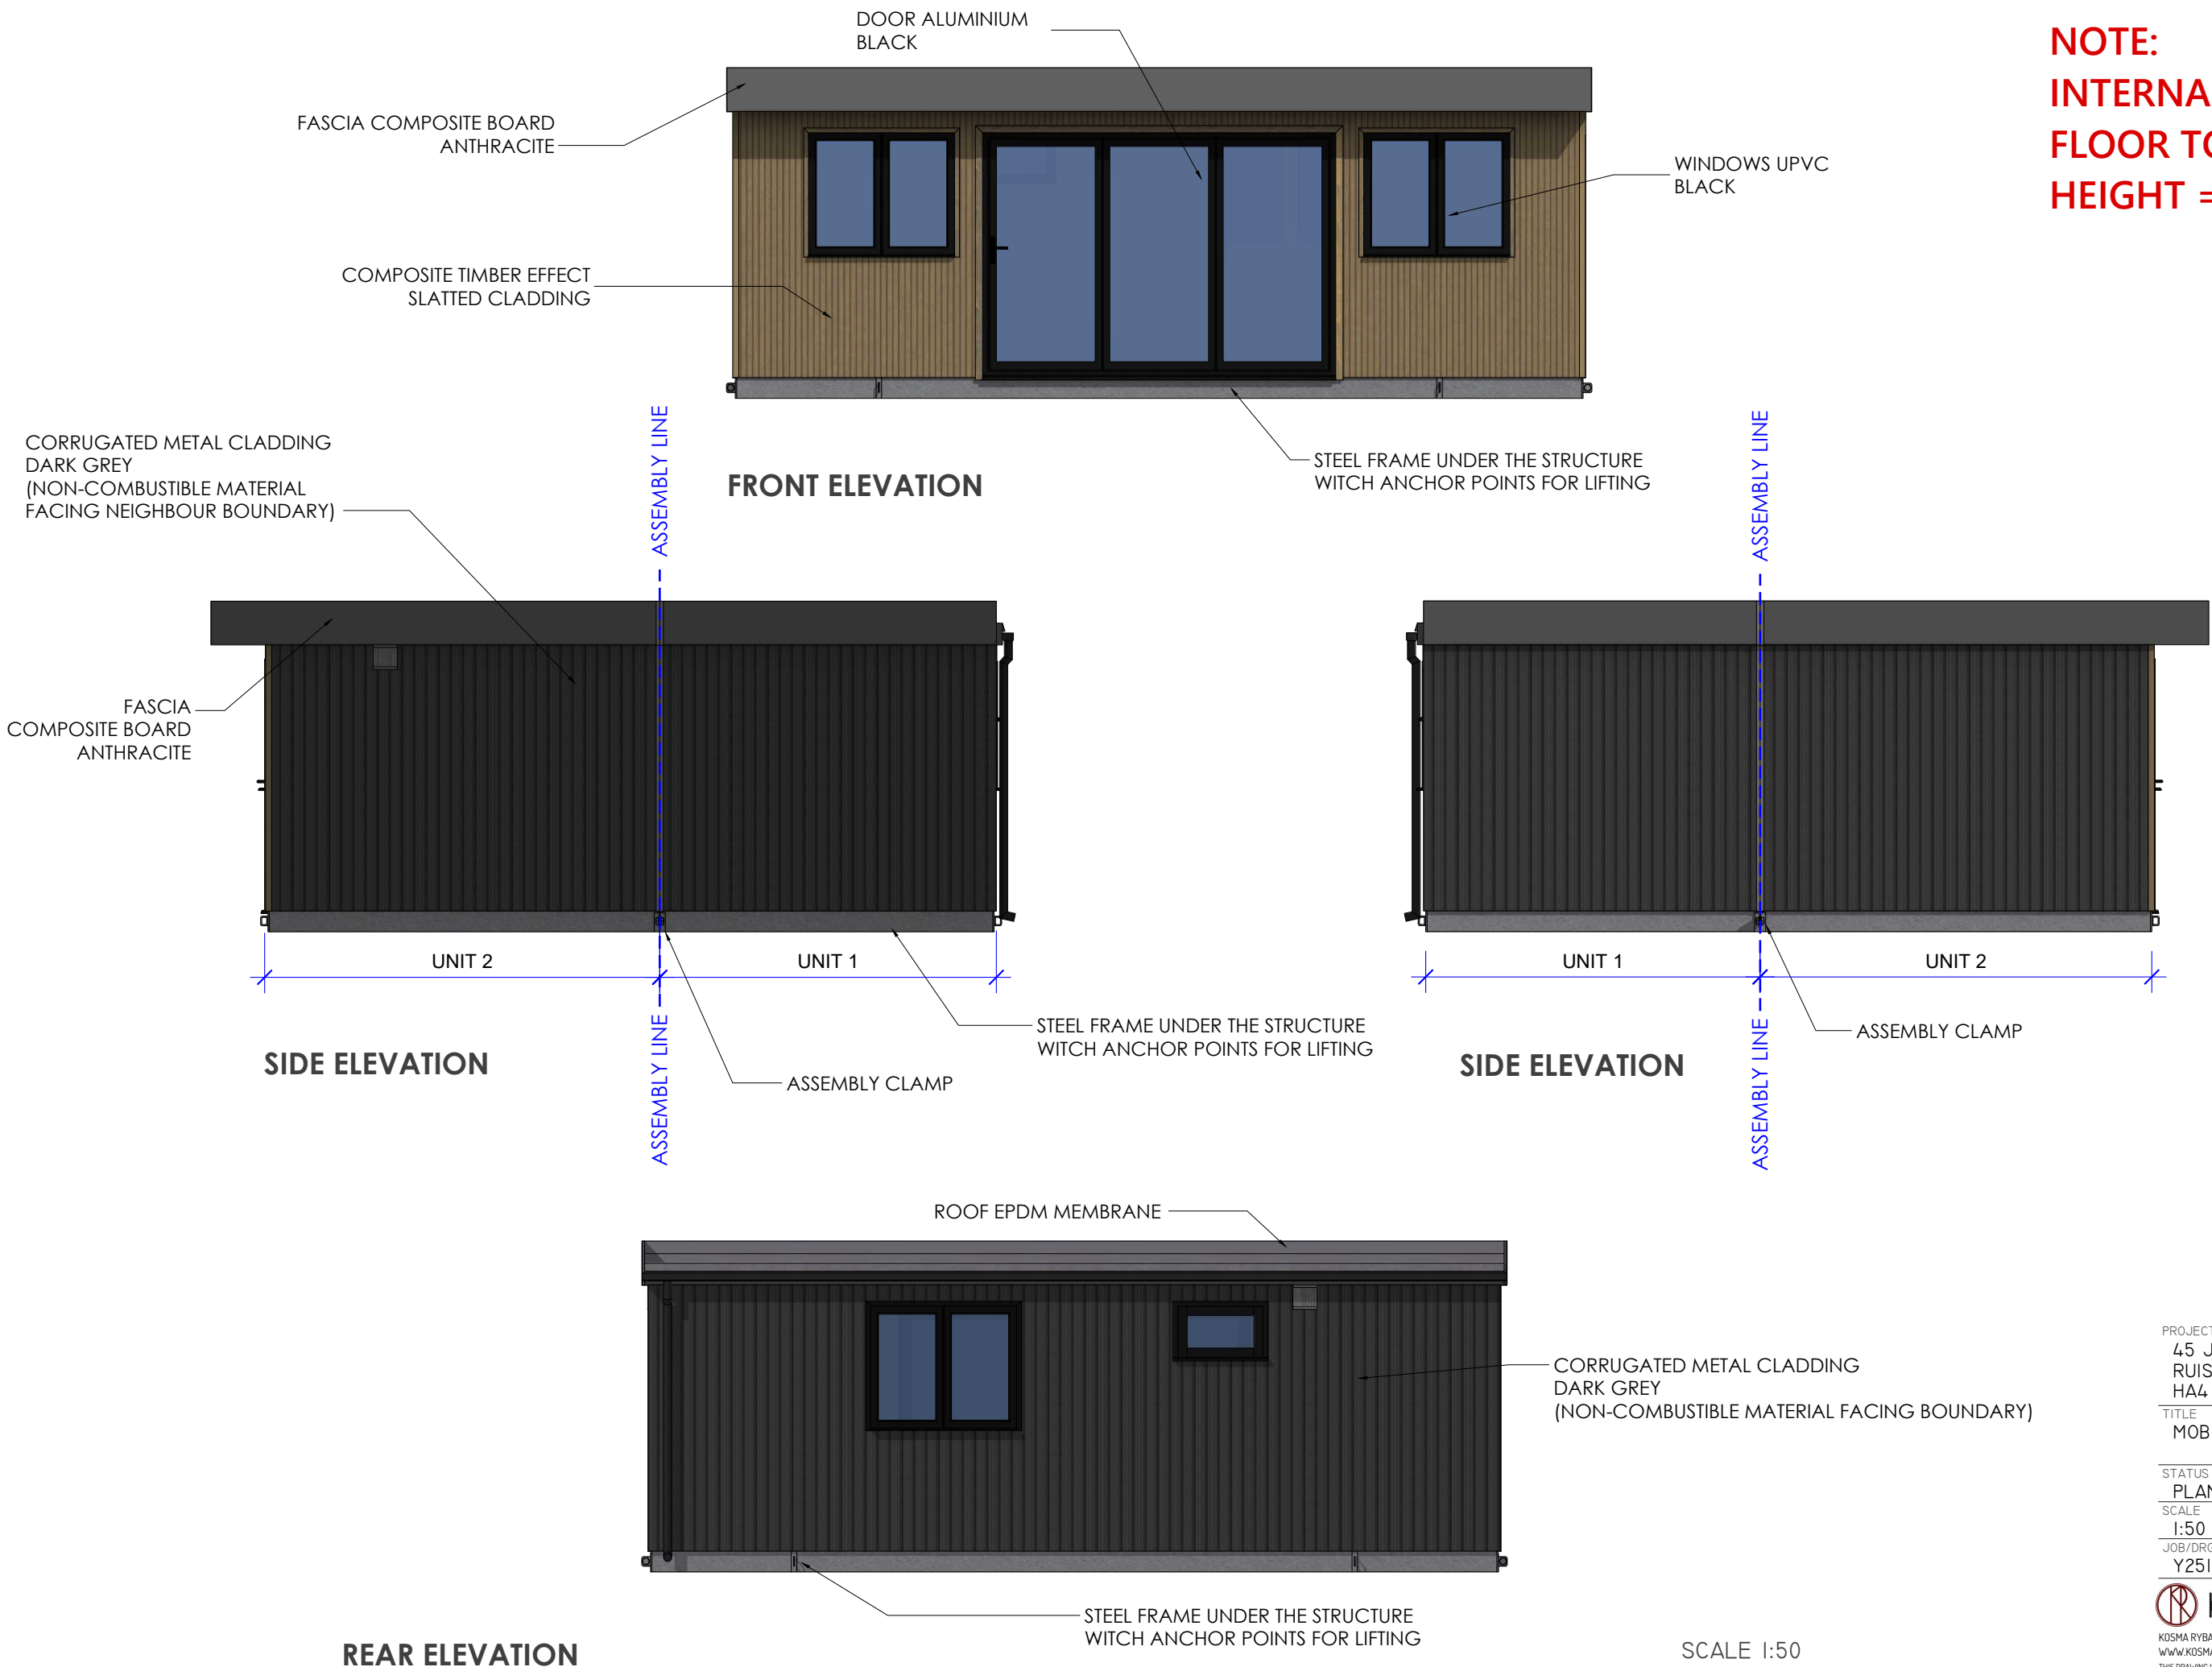 DOOR ALUMINIUM
BLACK
NOTE:
INTERNA
FLOOR TO
HEIGHT =
FASCIA COMPOSITE BOARD
ANTHRACITE
WINDOWS UPVC
BLACK
COMPOSITE TIMBER EFFECT
SLATTED CLADDING
CORRUGATED METAL CLADDING
DARK GREY
(NON-COMBUSTIBLE MATERIAL
FACING NEIGHBOUR BOUNDARY)
ASSEMBLY LINE
FRONT ELEVATION
STEEL FRAME UNDER THE STRUCTURE
WITCH ANCHOR POINTS FOR LIFTING
ASSEMBLY LINE
FASCIA
COMPOSITE BOARD
ANTHRACITE
UNIT 2
UNIT 1
UNIT 1
UNIT 2
STEEL FRAME UNDER THE STRUCTURE
WITCH ANCHOR POINTS FOR LIFTING
ASSEMBLY CLAMP
SIDE ELEVATION
ASSEMBLY LINE
ASSEMBLY CLAMP
SIDE ELEVATION
ASSEMBLY LINE
ROOF EPDM MEMBRANE
CORRUGATED METAL CLADDING
DARK GREY
(NON-COMBUSTIBLE MATERIAL FACING BOUNDARY)
STEEL FRAME UNDER THE STRUCTURE
WITCH ANCHOR POINTS FOR LIFTING
REAR ELEVATION
SCALE 1:50
PROJECT
45 J
RUIS
HA4
TITLE
MOB
STATUS
PLAN
SCALE
1:50
JOB/DRG
Y251
KOSMA RYBA
WWW.KOSMA